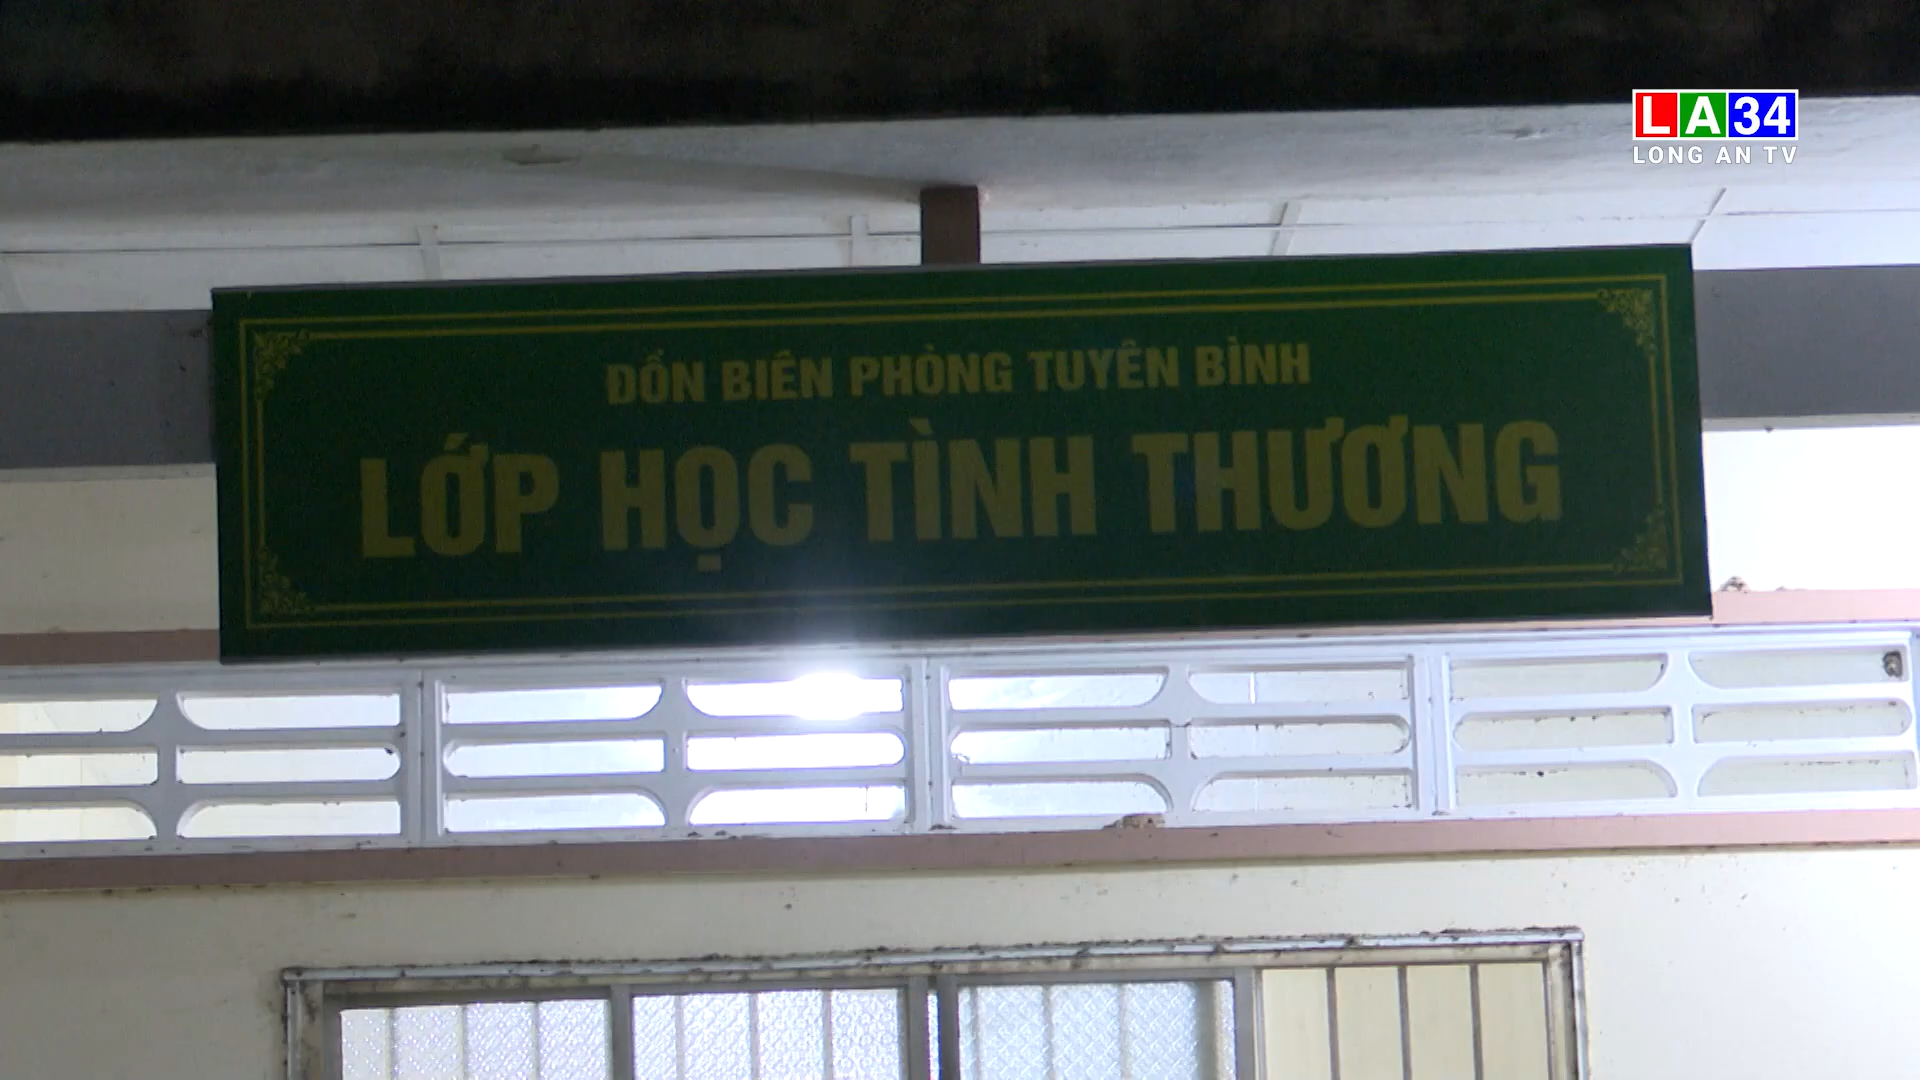 LA34
LONG AN TV
ĐỒN BIÊN PHÒNG TUYÊN BÌNH
LỚP HỌC TÌNH THƯƠNG